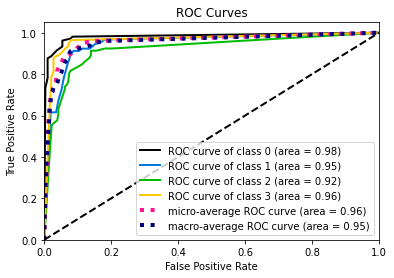 ROC Curves
True Positive Rate
1.0
0.8
0.6
0.4
0.2
0.0
ROC curve of class 0 (area = 0.98)
ROC curve of class 1 (area = 0.95)
ROC curve of class 2 (area = 0.92)
ROC curve of class 3 (area = 0.96)
micro-average ROC curve (area = 0.96)
macro-average ROC curve (area = 0.95)
0.0 0.2 0.4 0.6 0.8 1.0
False Positive Rate